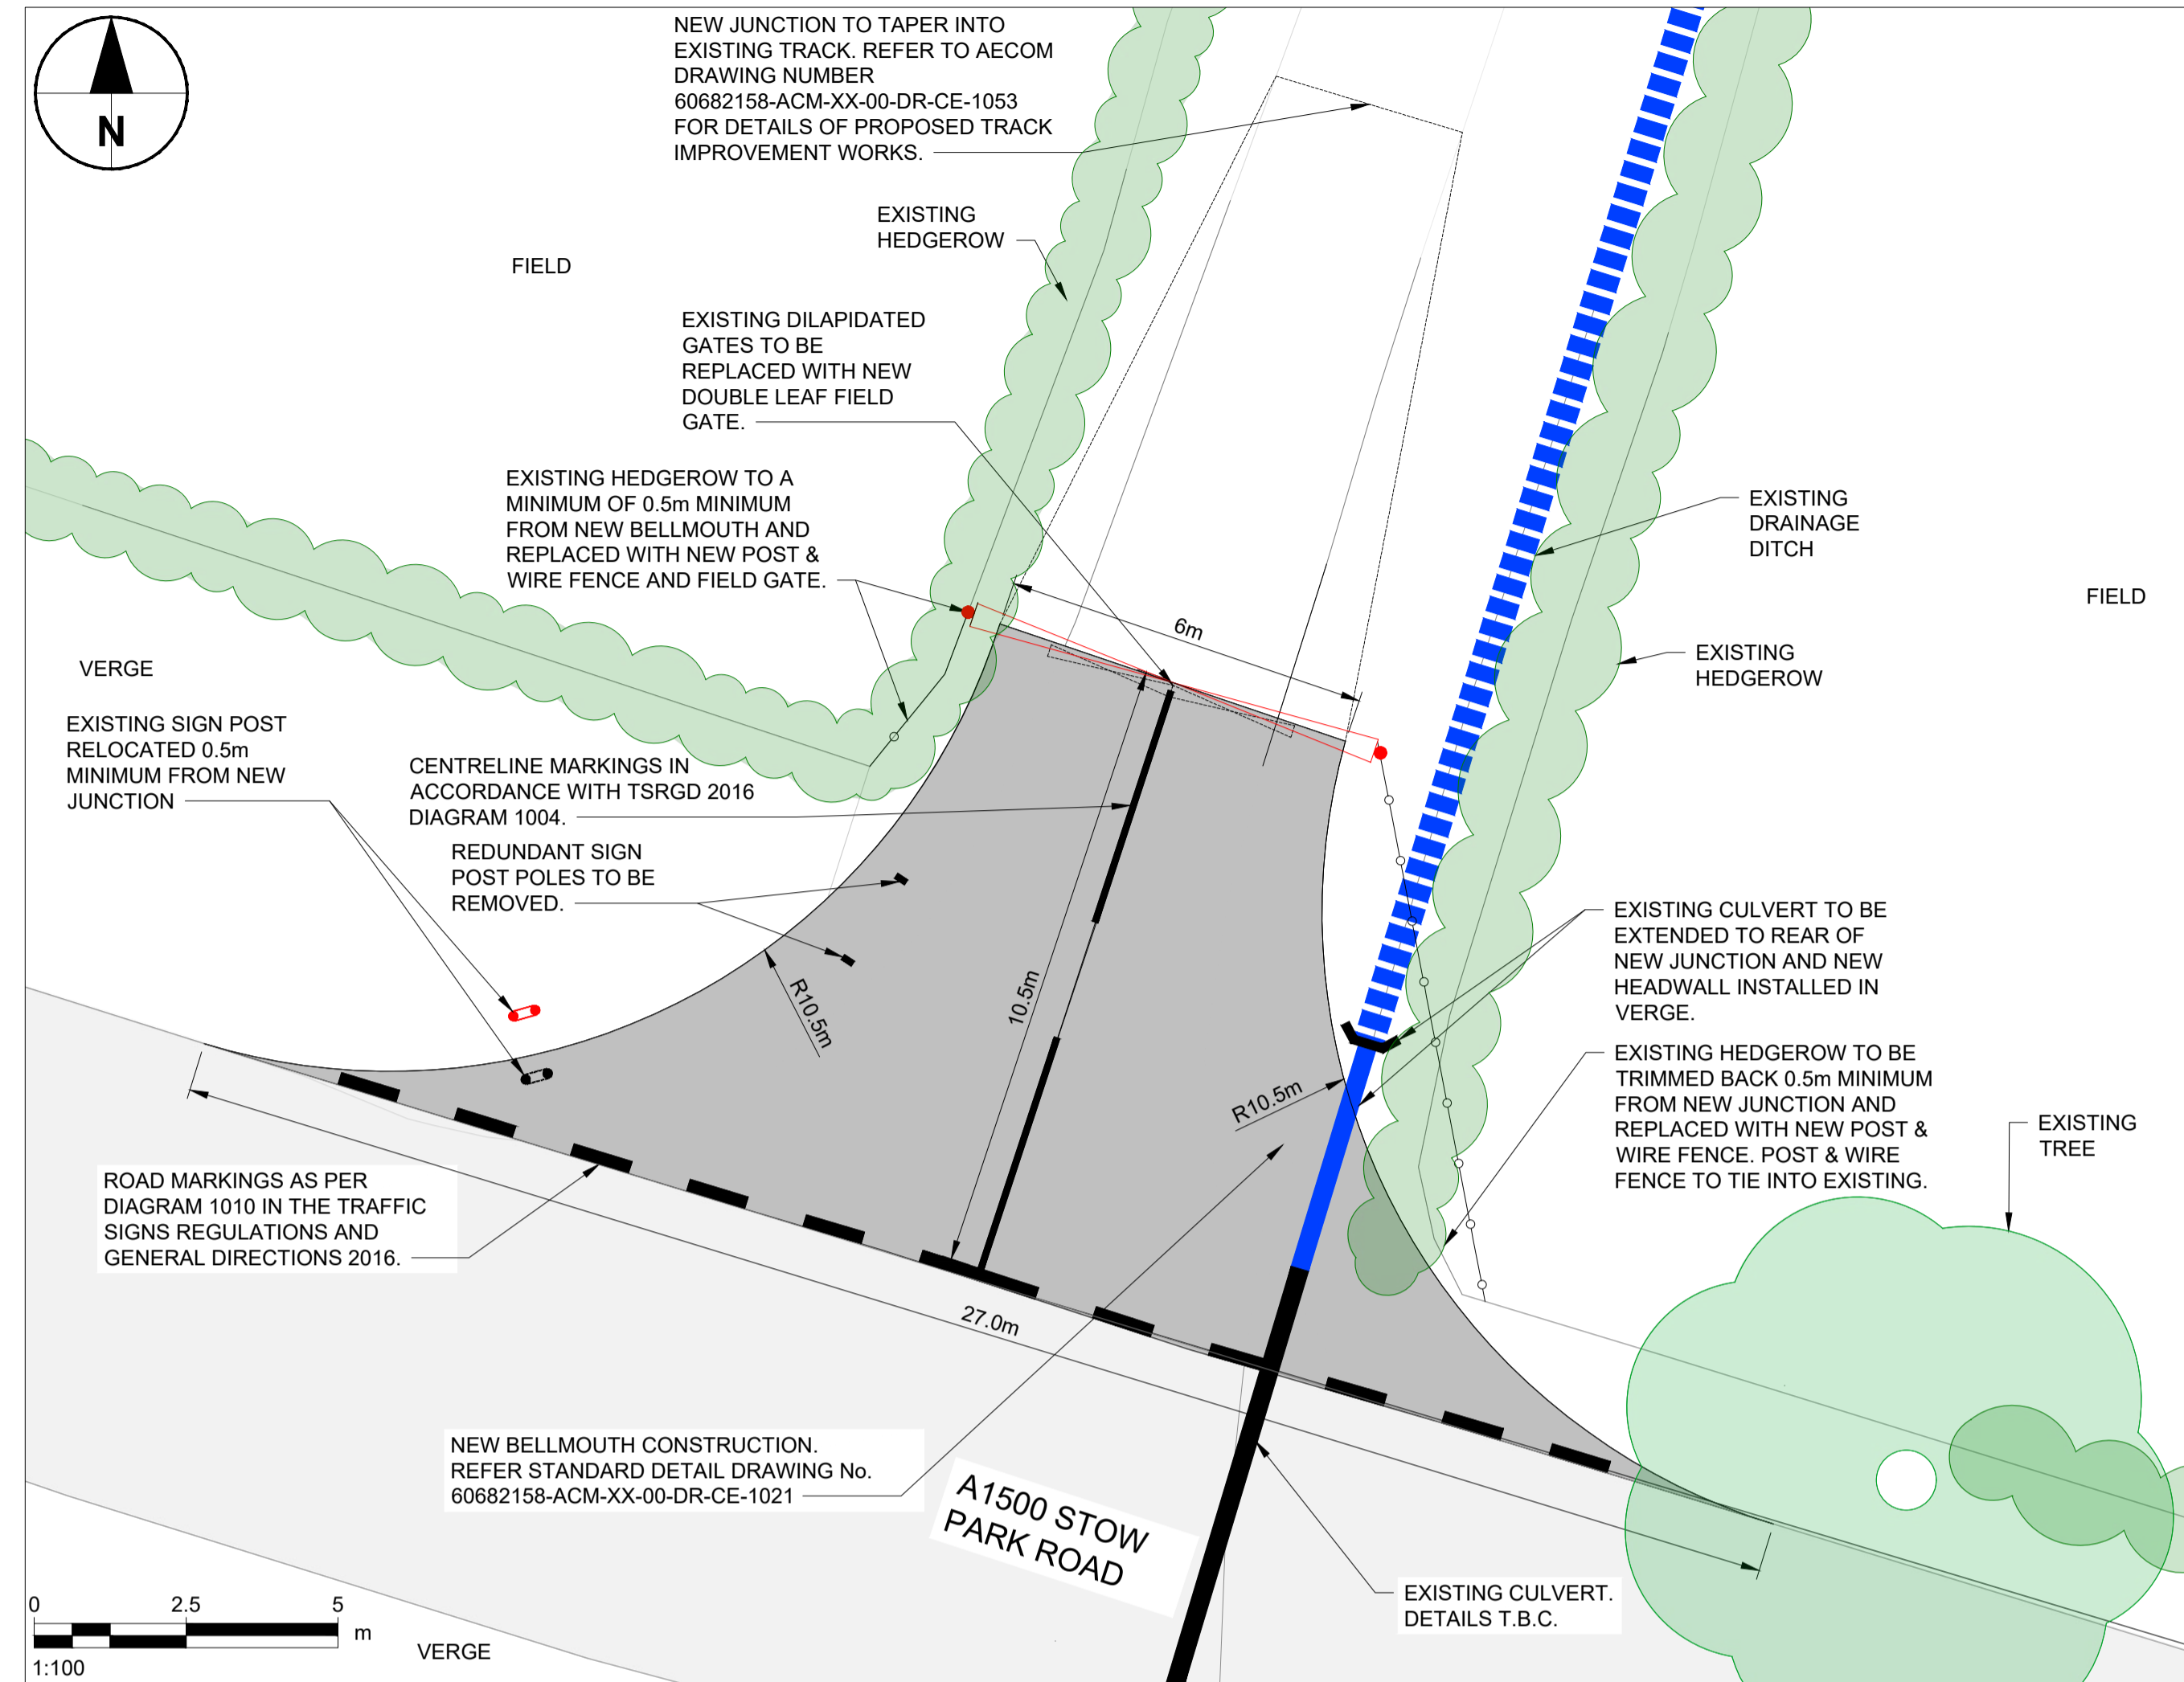 NEW JUNCTION TO TAPER INTO
EXISTING TRACK. REFER TO AECOM
DRAWING NUMBER
60682158-ACM-XX-00-DR-CE-1053
FOR DETAILS OF PROPOSED TRACK
IMPROVEMENT WORKS.
N
EXISTING
HEDGEROW
FIELD
EXISTING DILAPIDATED
GATES TO BE
REPLACED WITH NEW
DOUBLE LEAF FIELD
GATE.
EXISTING HEDGEROW TO A
MINIMUM OF 0.5m MINIMUM
FROM NEW BELLMOUTH AND
REPLACED WITH NEW POST &
WIRE FENCE AND FIELD GATE.
EXISTING
DRAINAGE
DITCH
FIELD
6m
EXISTING
HEDGEROW
VERGE
EXISTING SIGN POST
RELOCATED 0.5m
MINIMUM FROM NEW
JUNCTION
CENTRELINE MARKINGS IN
ACCORDANCE WITH TSRGD 2016
DIAGRAM 1004.
REDUNDANT SIGN
POST POLES TO BE
REMOVED.
R10.5m
10.5m
R10.5m
EXISTING CULVERT TO BE
EXTENDED TO REAR OF
NEW JUNCTION AND NEW
HEADWALL INSTALLED IN
VERGE.
EXISTING HEDGEROW TO BE
TRIMMED BACK 0.5m MINIMUM
FROM NEW JUNCTION AND
REPLACED WITH NEW POST &
WIRE FENCE. POST & WIRE
FENCE TO TIE INTO EXISTING.
EXISTING
TREE
ROAD MARKINGS AS PER
DIAGRAM 1010 IN THE TRAFFIC
SIGNS REGULATIONS AND
GENERAL DIRECTIONS 2016.
27.0m
NEW BELLMOUTH CONSTRUCTION.
REFER STANDARD DETAIL DRAWING No.
60682158-ACM-XX-00-DR-CE-1021
A1500 STOW
PARK ROAD
EXISTING CULVERT.
DETAILS T.B.C.
0 2.5 5
m
1:100
VERGE